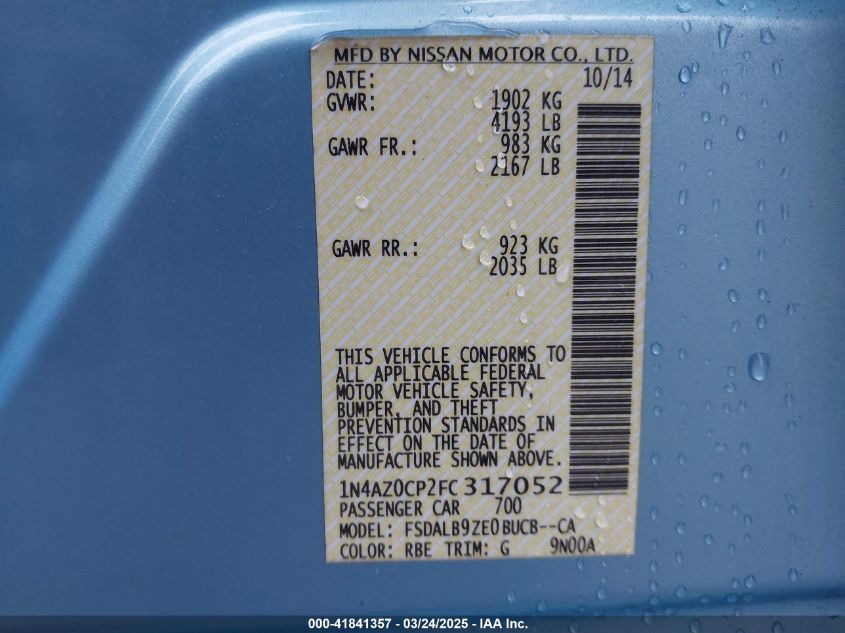 MFD BY NISSAN MOTOR CO., LTD.
DATE: 10/14
GVWR: 1902 KG
4193 LB
GAWR FR.: 983 KG
2167 LB
GAWR RR.: 923 KG
2035 LB
THIS VEHICLE CONFORMS TO
ALL APPLICABLE FEDERAL
MOTOR VEHICLE SAFETY,
BUMPER, AND THEFT
PREVENTION STANDARDS IN
EFFECT ON THE DATE OF
MANUFACTURE SHOWN ABOVE.
1N4AZ0CP2FC317052
PASSENGER CAR 700
MODEL: FSDALB9ZE0BUCB--CA
COLOR: RBE TRIM: G 9N00A
000-41841357 - 03/24/2025 - IAA Inc.